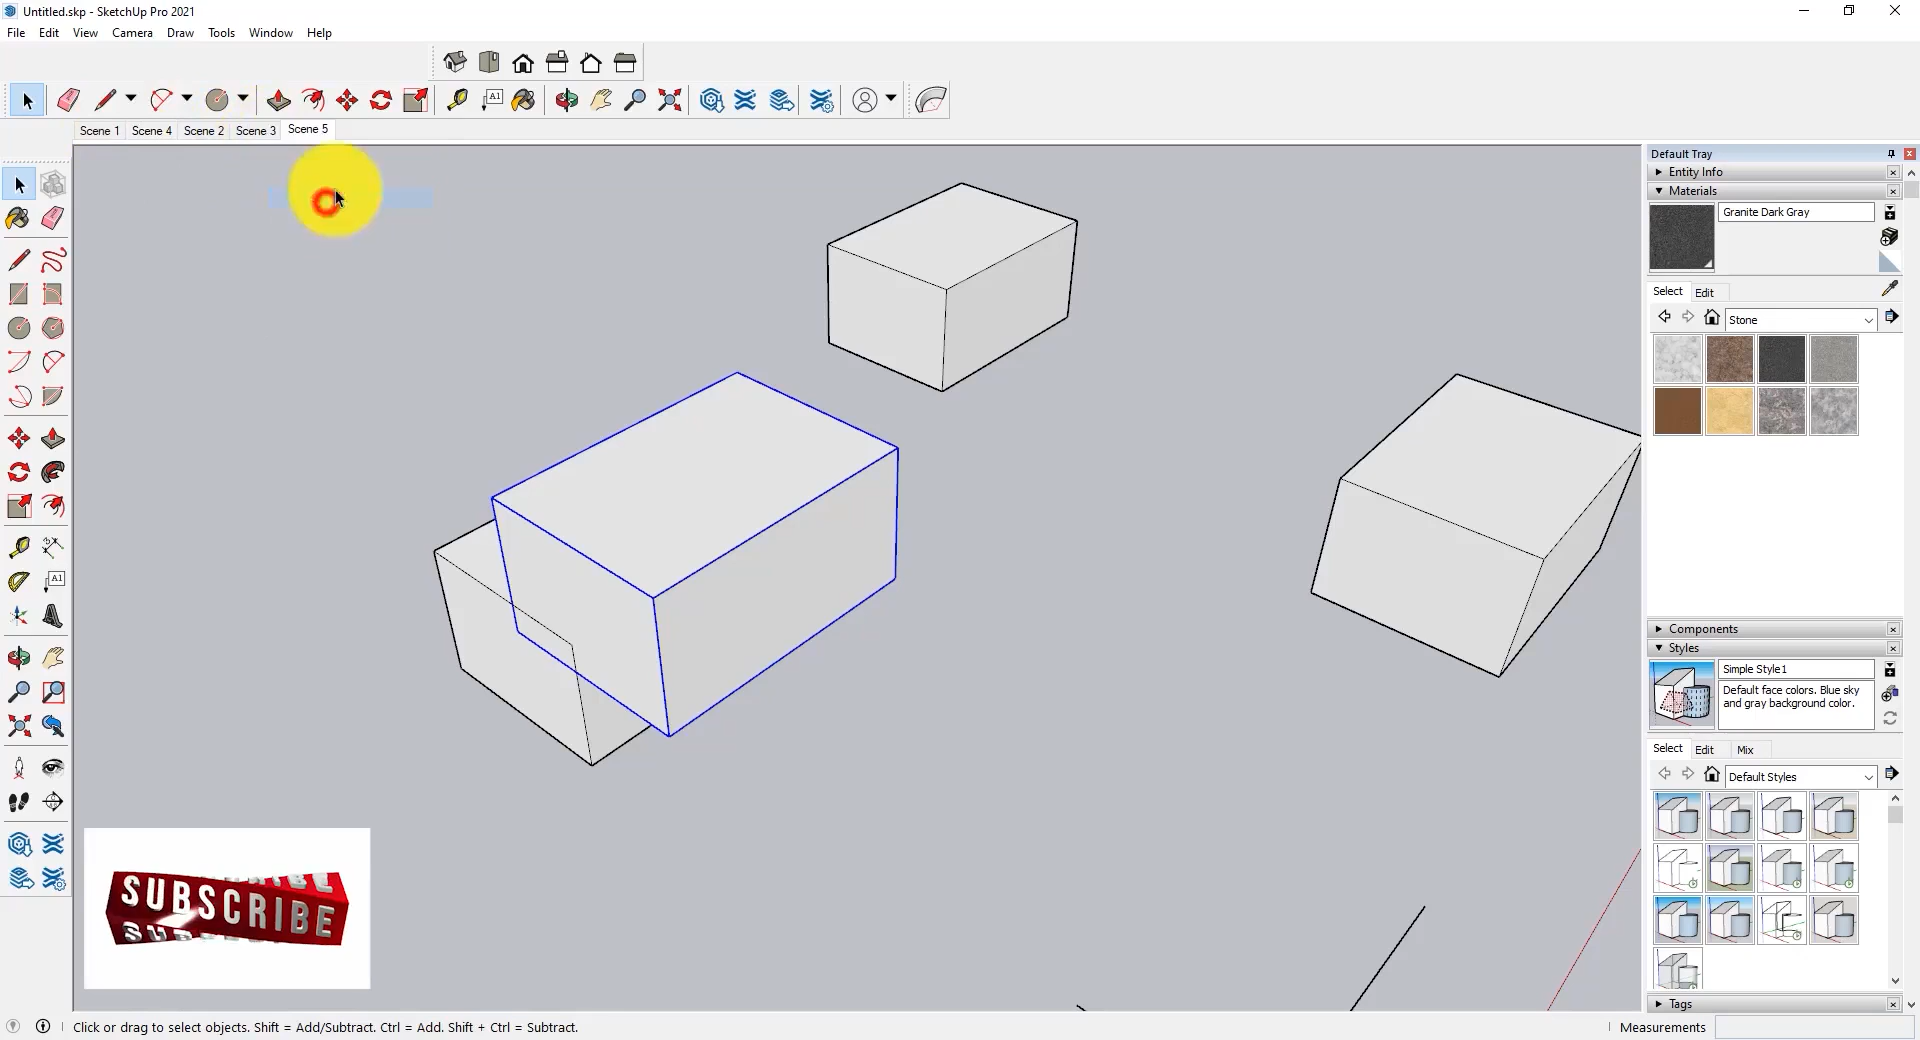 Untitled.skp - SketchUp Pro 2021
File Edit View Camera Draw Tools Window Help
A1
Scene 1 Scene 4 Scene 2 Scene 3 Scene 5
Default Tray
Entity Info
Materials
Granite Dark Gray
Select Edit
Stone
A1
Components
Styles
Simple Style1
Default face colors. Blue sky
and gray background color.
Select Edit Mix
Default Styles
SUBSCRIBE
Tags
Click or drag to select objects. Shift = Add/Subtract. Ctrl = Add. Shift + Ctrl = Subtract.
Measurements